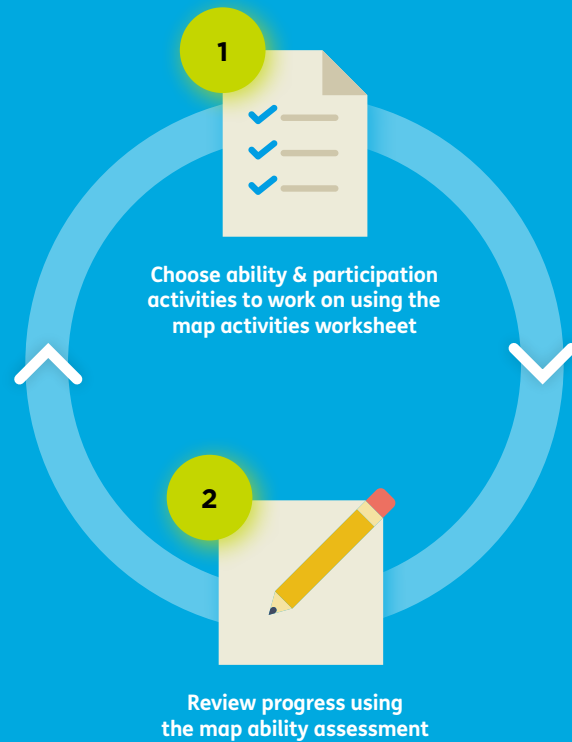 1
Choose ability & participation
activities to work on using the
map activities worksheet
2
Review progress using
the map ability assessment